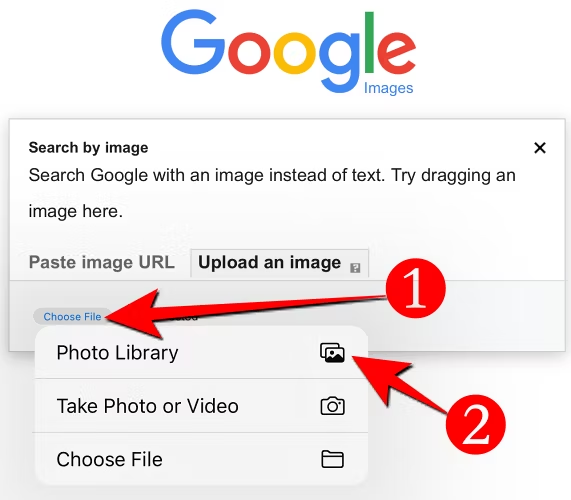 Google
Images
Search by image
Search Google with an image instead of text. Try dragging an
image here.
Paste image URL Upload an image ?
1
Choose File
Photo Library
Take Photo or Video
2
Choose File